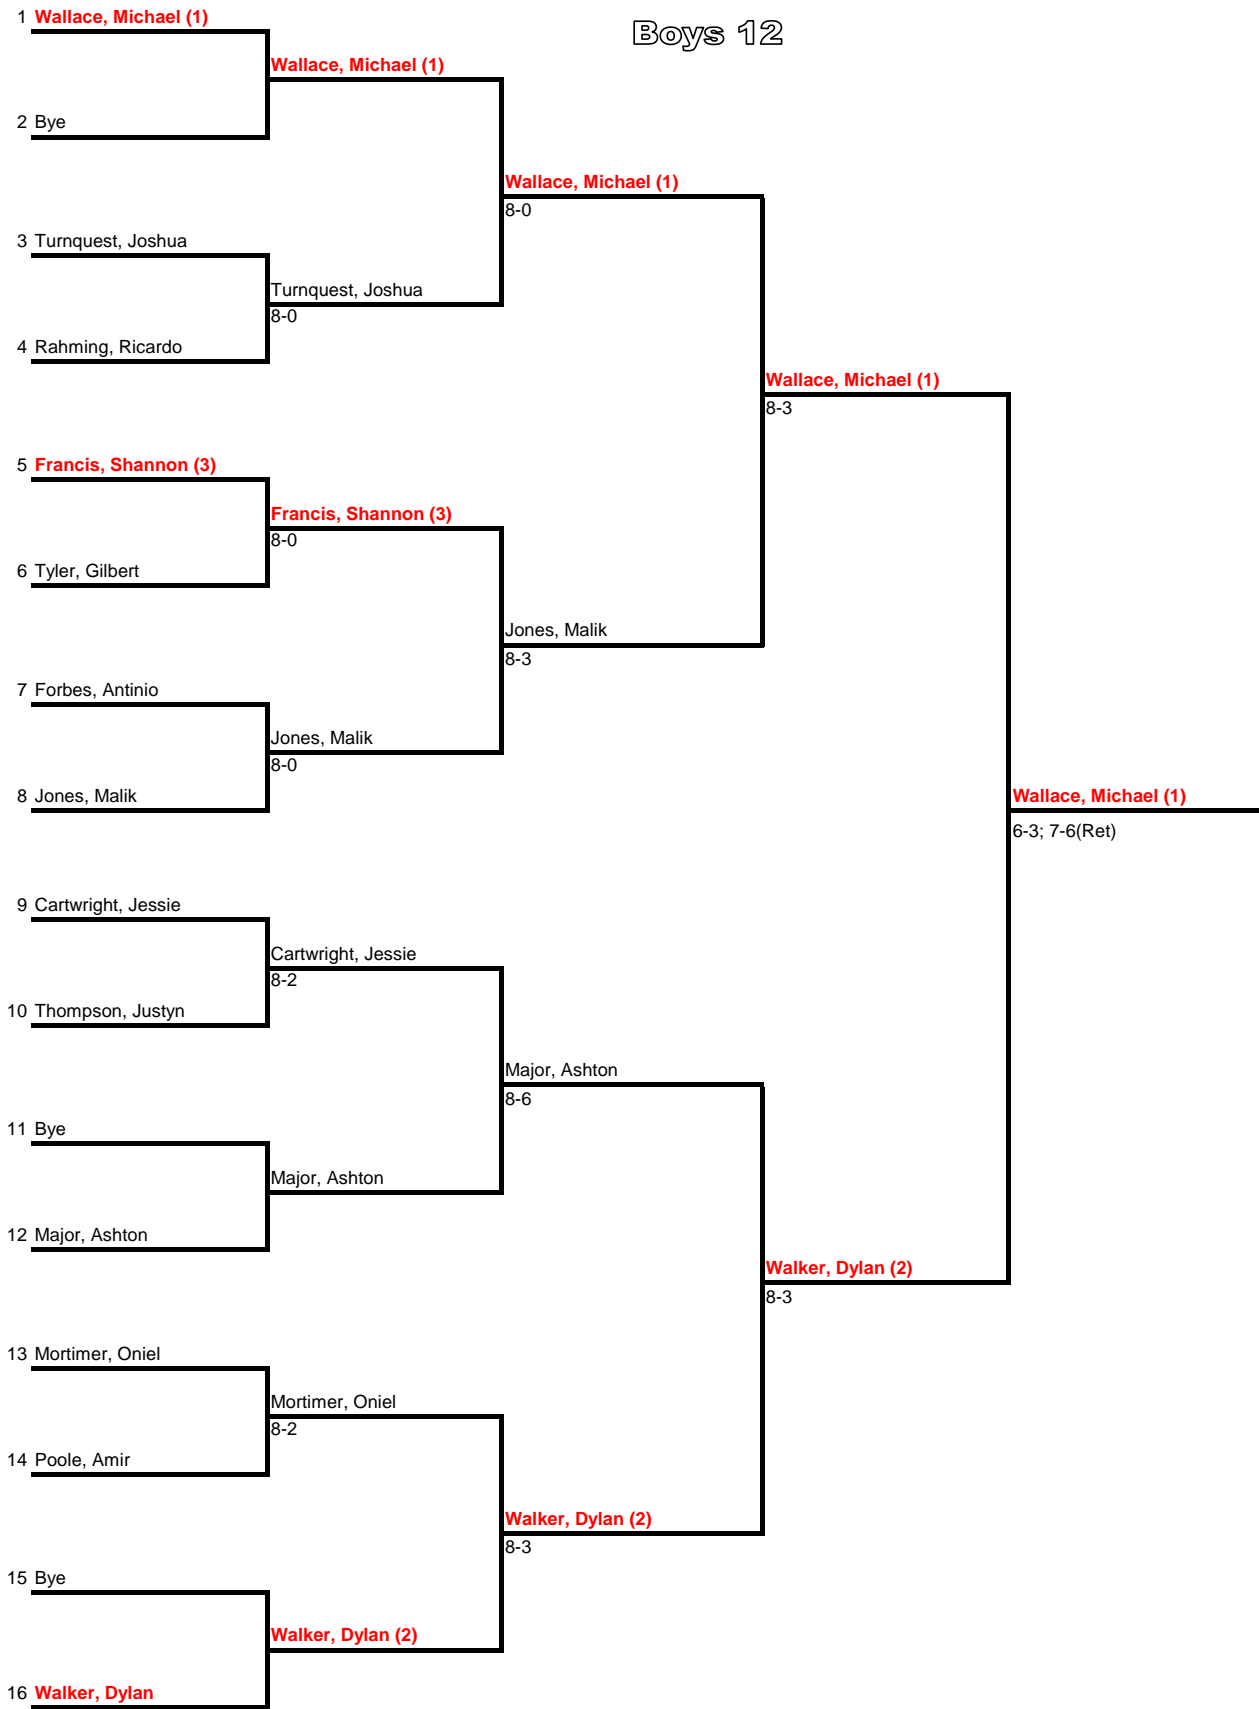 Boys 12
1 Wallace, Michael (1)
Wallace, Michael (1)
2 Bye
Wallace, Michael (1)
8-0
3 Turnquest, Joshua
Turnquest, Joshua
8-0
4 Rahming, Ricardo
Wallace, Michael (1)
8-3
5 Francis, Shannon (3)
Francis, Shannon (3)
8-0
6 Tyler, Gilbert
Jones, Malik
8-3
7 Forbes, Antinio
Jones, Malik
8-0
8 Jones, Malik
Wallace, Michael (1)
6-3; 7-6(Ret)
9 Cartwright, Jessie
Cartwright, Jessie
8-2
10 Thompson, Justyn
Major, Ashton
8-6
11 Bye
Major, Ashton
12 Major, Ashton
Walker, Dylan (2)
8-3
13 Mortimer, Oniel
Mortimer, Oniel
8-2
14 Poole, Amir
Walker, Dylan (2)
8-3
15 Bye
Walker, Dylan (2)
16 Walker, Dylan